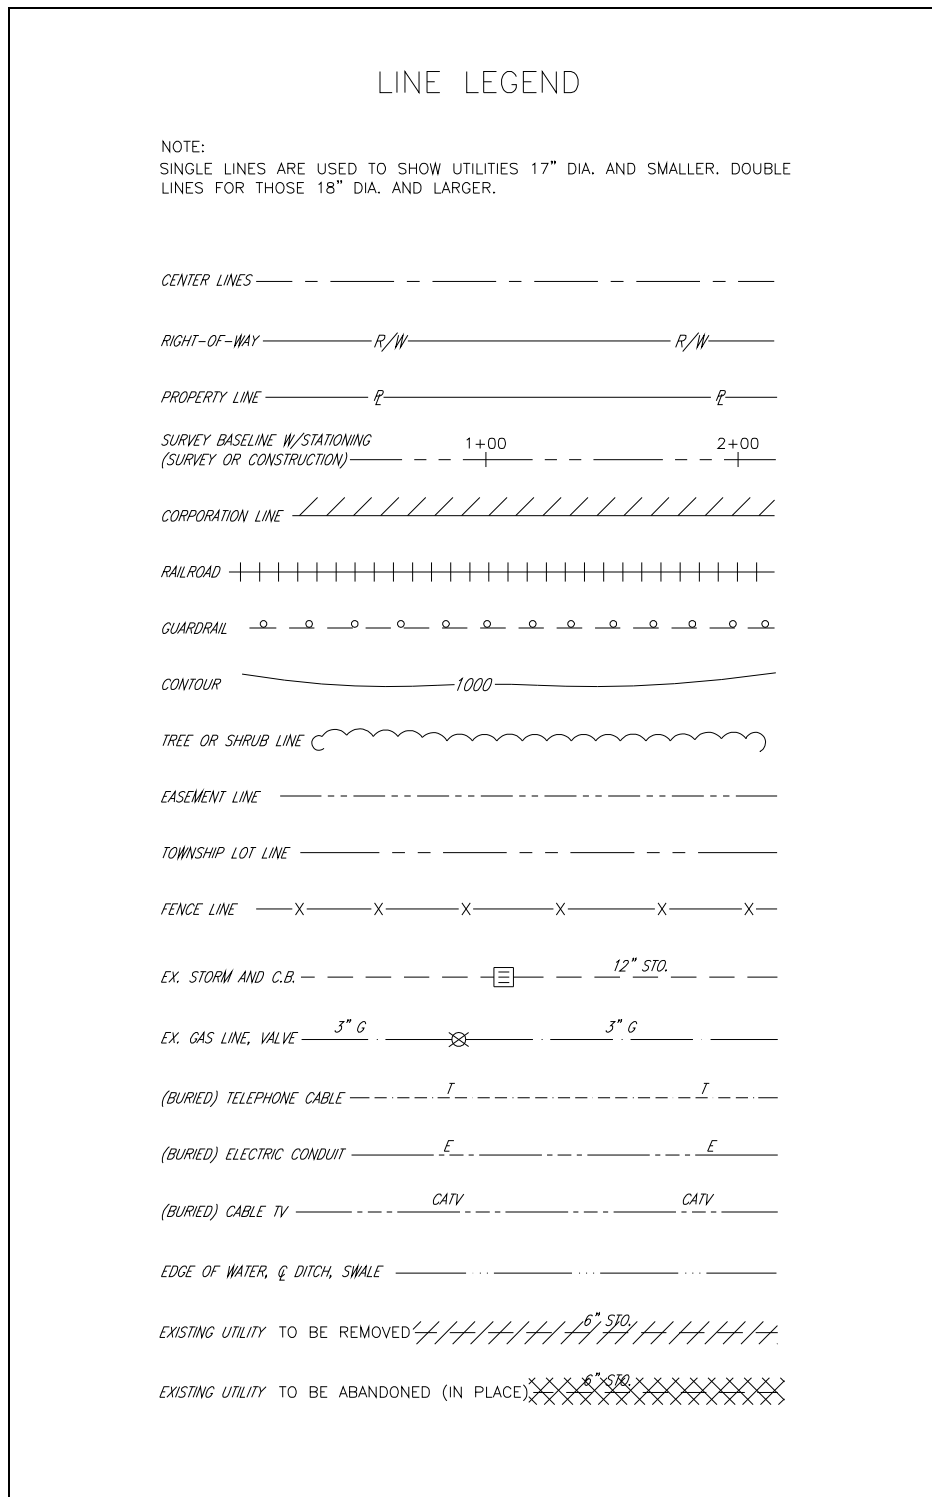 LINE LEGEND
NOTE:
SINGLE LINES ARE USED TO SHOW UTILITIES 17" DIA. AND SMALLER. DOUBLE
LINES FOR THOSE 18" DIA. AND LARGER.
CENTER LINES
RIGHT-OF-WAY R/W R/W
PROPERTY LINE ⅊ ⅊
SURVEY BASELINE W/STATIONING 1+00 2+00
(SURVEY OR CONSTRUCTION)
CORPORATION LINE
RAILROAD
GUARDRAIL
CONTOUR 1000
TREE OR SHRUB LINE
EASEMENT LINE
TOWNSHIP LOT LINE
FENCE LINE X X X X X X
EX. STORM AND C.B. 12" STO.
EX. GAS LINE, VALVE 3" G 3" G
(BURIED) TELEPHONE CABLE T T
(BURIED) ELECTRIC CONDUIT E E
(BURIED) CABLE TV CATV CATV
EDGE OF WATER, ℄ DITCH, SWALE
EXISTING UTILITY TO BE REMOVED 6" STO.
EXISTING UTILITY TO BE ABANDONED (IN PLACE) 6" STO.